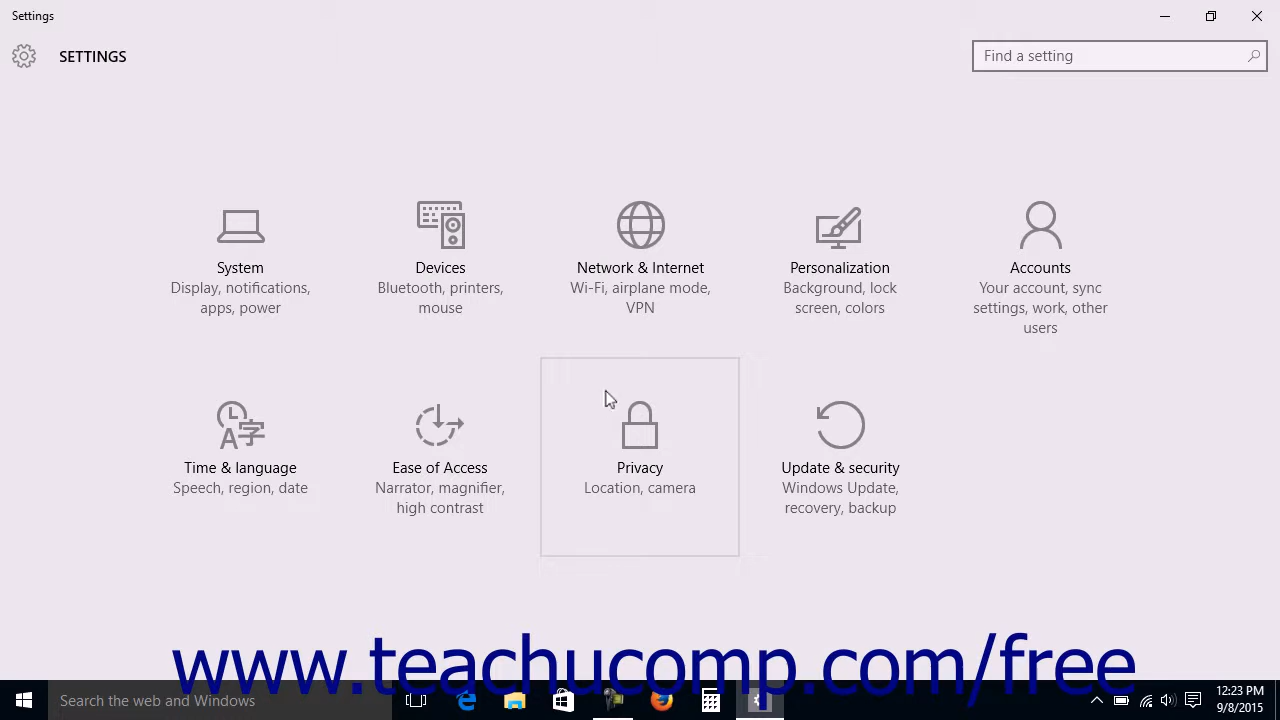 Settings
SETTINGS
Find a setting
System
Display, notifications,
apps, power
Devices
Bluetooth, printers,
mouse
Network & Internet
Wi-Fi, airplane mode,
VPN
Personalization
Background, lock
screen, colors
Accounts
Your account, sync
settings, work, other
users
Time & language
Speech, region, date
Ease of Access
Narrator, magnifier,
high contrast
Privacy
Location, camera
Update & security
Windows Update,
recovery, backup
www.teachucomp.com/free
Search the web and Windows
12:23 PM
9/8/2015